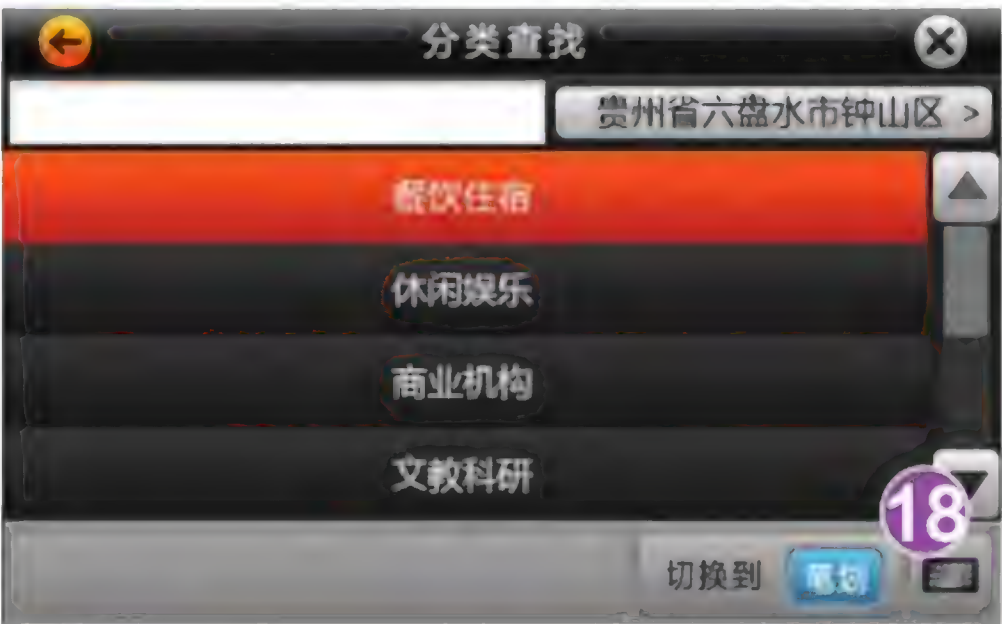 分类查找
贵州省六盘水市钟山区 >
餐饮住宿
休闲娱乐
商业机构
文教科研
18
切换到